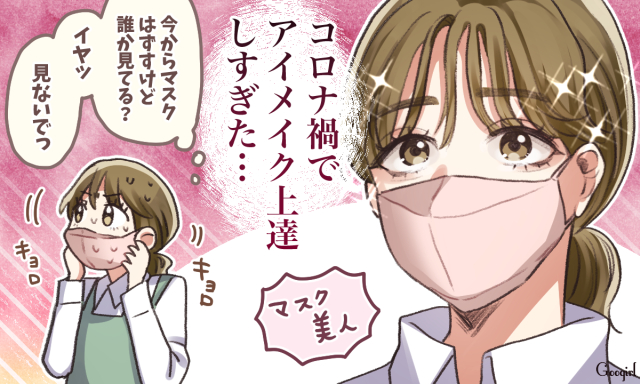 コロナ禍で
アイメイク上達
しすぎた…
今からマスク
はずすけど
誰か見てる?
イヤッ
見ないでっ
キョロ
キョロ
マスク
美人
Googirl